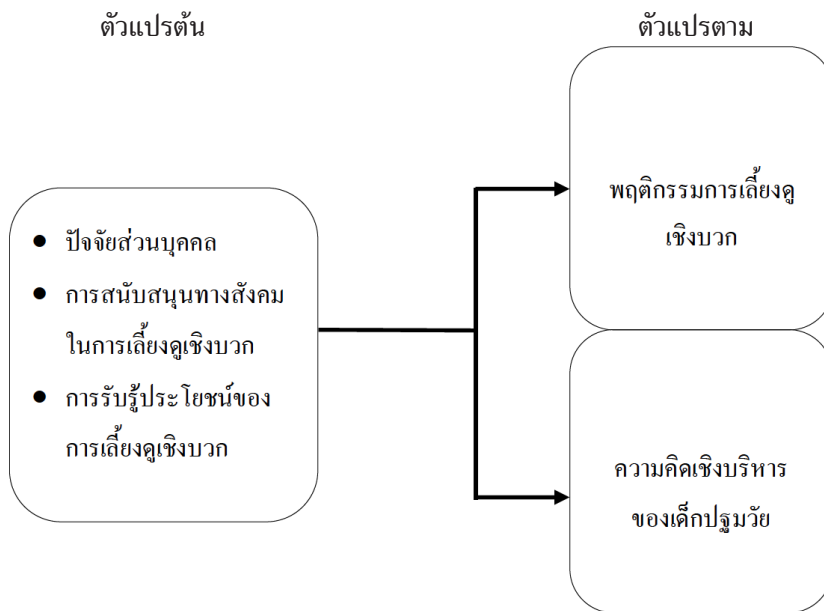 ตัวแปรต้น
ตัวแปรตาม
● ปัจจัยส่วนบุคคล
● การสนับสนุนทางสังคม
ในการเลี้ยงดูเชิงบวก
● การรับรู้ประโยชน์ของ
การเลี้ยงดูเชิงบวก
พฤติกรรมการเลี้ยงดู
เชิงบวก
ความคิดเชิงบริหาร
ของเด็กปฐมวัย